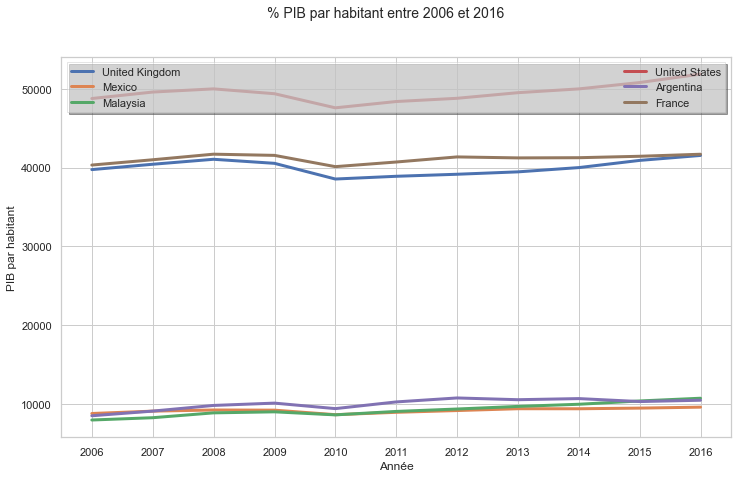 % PIB par habitant entre 2006 et 2016
United Kingdom
Mexico
Malaysia
United States
Argentina
France
PIB par habitant
50000
40000
30000
20000
10000
2006 2007 2008 2009 2010 2011 2012 2013 2014 2015 2016
Année